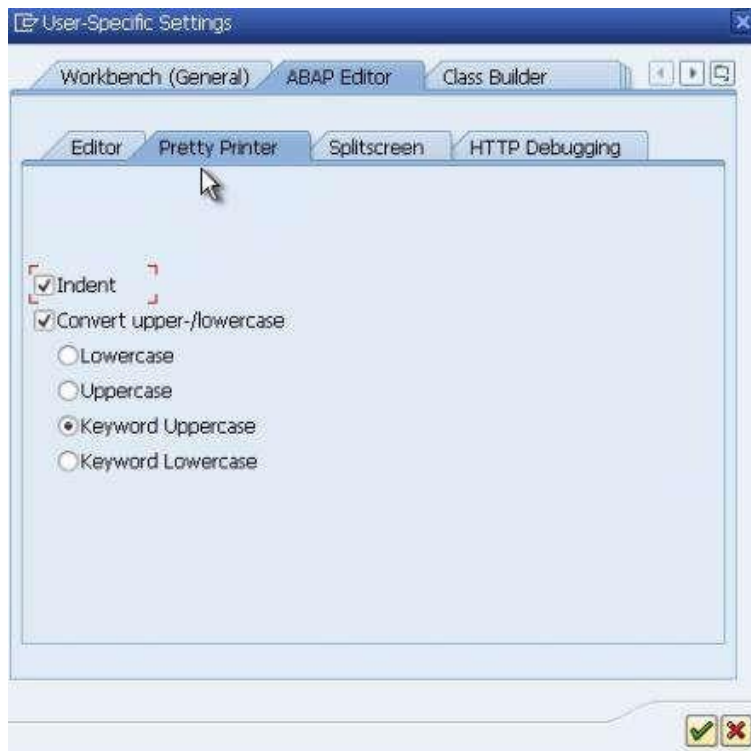 User-Specific Settings
Workbench (General) ABAP Editor Class Builder
Editor Pretty Printer Splitscreen HTTP Debugging
Indent
Convert upper-/lowercase
Lowercase
Uppercase
Keyword Uppercase
Keyword Lowercase